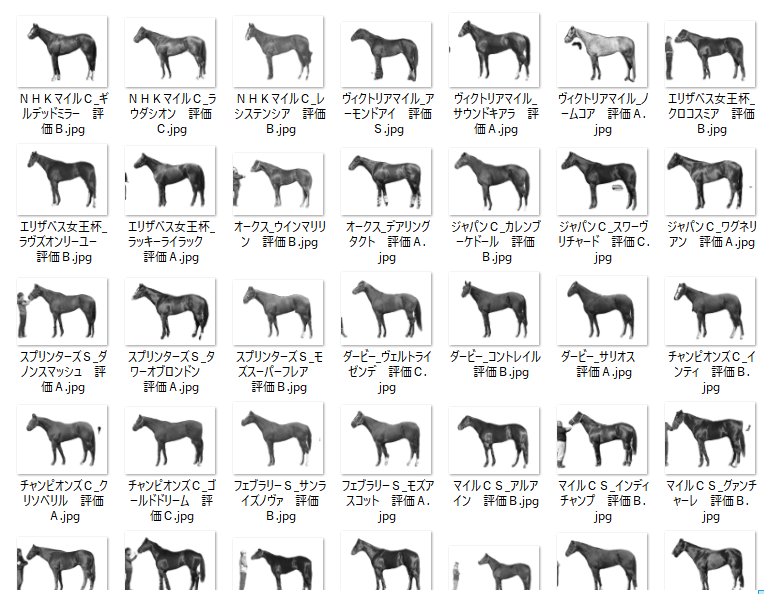 ＮＨＫマイルＣ_ギ
ルデッドミラー　評
価Ｂ.jpg
ＮＨＫマイルＣ_ラ
ウダシオン　評価
Ｃ.jpg
ＮＨＫマイルＣ_レ
システンシア　評価
Ｂ.jpg
ヴィクトリアマイル_ア
ーモンドアイ　評価
Ｓ.jpg
ヴィクトリアマイル_
サウンドキアラ　評
価Ａ.jpg
ヴィクトリアマイル_ノ
ームコア　評価Ａ.
jpg
エリザベス女王杯_
クロコスミア　評価
Ｂ.jpg
エリザベス女王杯_
ラヴズオンリーユー
評価Ｂ.jpg
エリザベス女王杯_
ラッキーライラック
評価Ａ.jpg
オークス_ウインマリリ
ン　評価Ｂ.jpg
オークス_デアリング
タクト　評価Ａ.
jpg
ジャパンＣ_カレンブ
ーケドール　評価
Ｂ.jpg
ジャパンＣ_スワーヴ
リチャード　評価Ｃ.
jpg
ジャパンＣ_ワグネリ
アン　評価Ａ.jpg
スプリンターズＳ_ダ
ノンスマッシュ　評
価Ａ.jpg
スプリンターズＳ_タ
ワーオブロンドン
評価Ａ.jpg
スプリンターズＳ_モ
ズスーパーフレア
評価Ｂ.jpg
ダービー_ヴェルトライ
ゼンデ　評価Ｃ.
jpg
ダービー_コントレイル
評価Ｂ.jpg
ダービー_サリオス
評価Ａ.jpg
チャンピオンズＣ_イ
ンティ　評価Ｂ.
jpg
チャンピオンズＣ_ク
リソベリル　評価
Ａ.jpg
チャンピオンズＣ_ゴ
ールドドリーム　評
価Ｃ.jpg
フェブラリーＳ_サンラ
イズノヴァ　評価
Ｂ.jpg
フェブラリーＳ_モズア
スコット　評価Ａ.
jpg
マイルＣＳ_アルア
イン　評価Ｂ.jpg
マイルＣＳ_インディ
チャンプ　評価Ｂ.
jpg
マイルＣＳ_グァンチ
ャーレ　評価Ｂ.
jpg